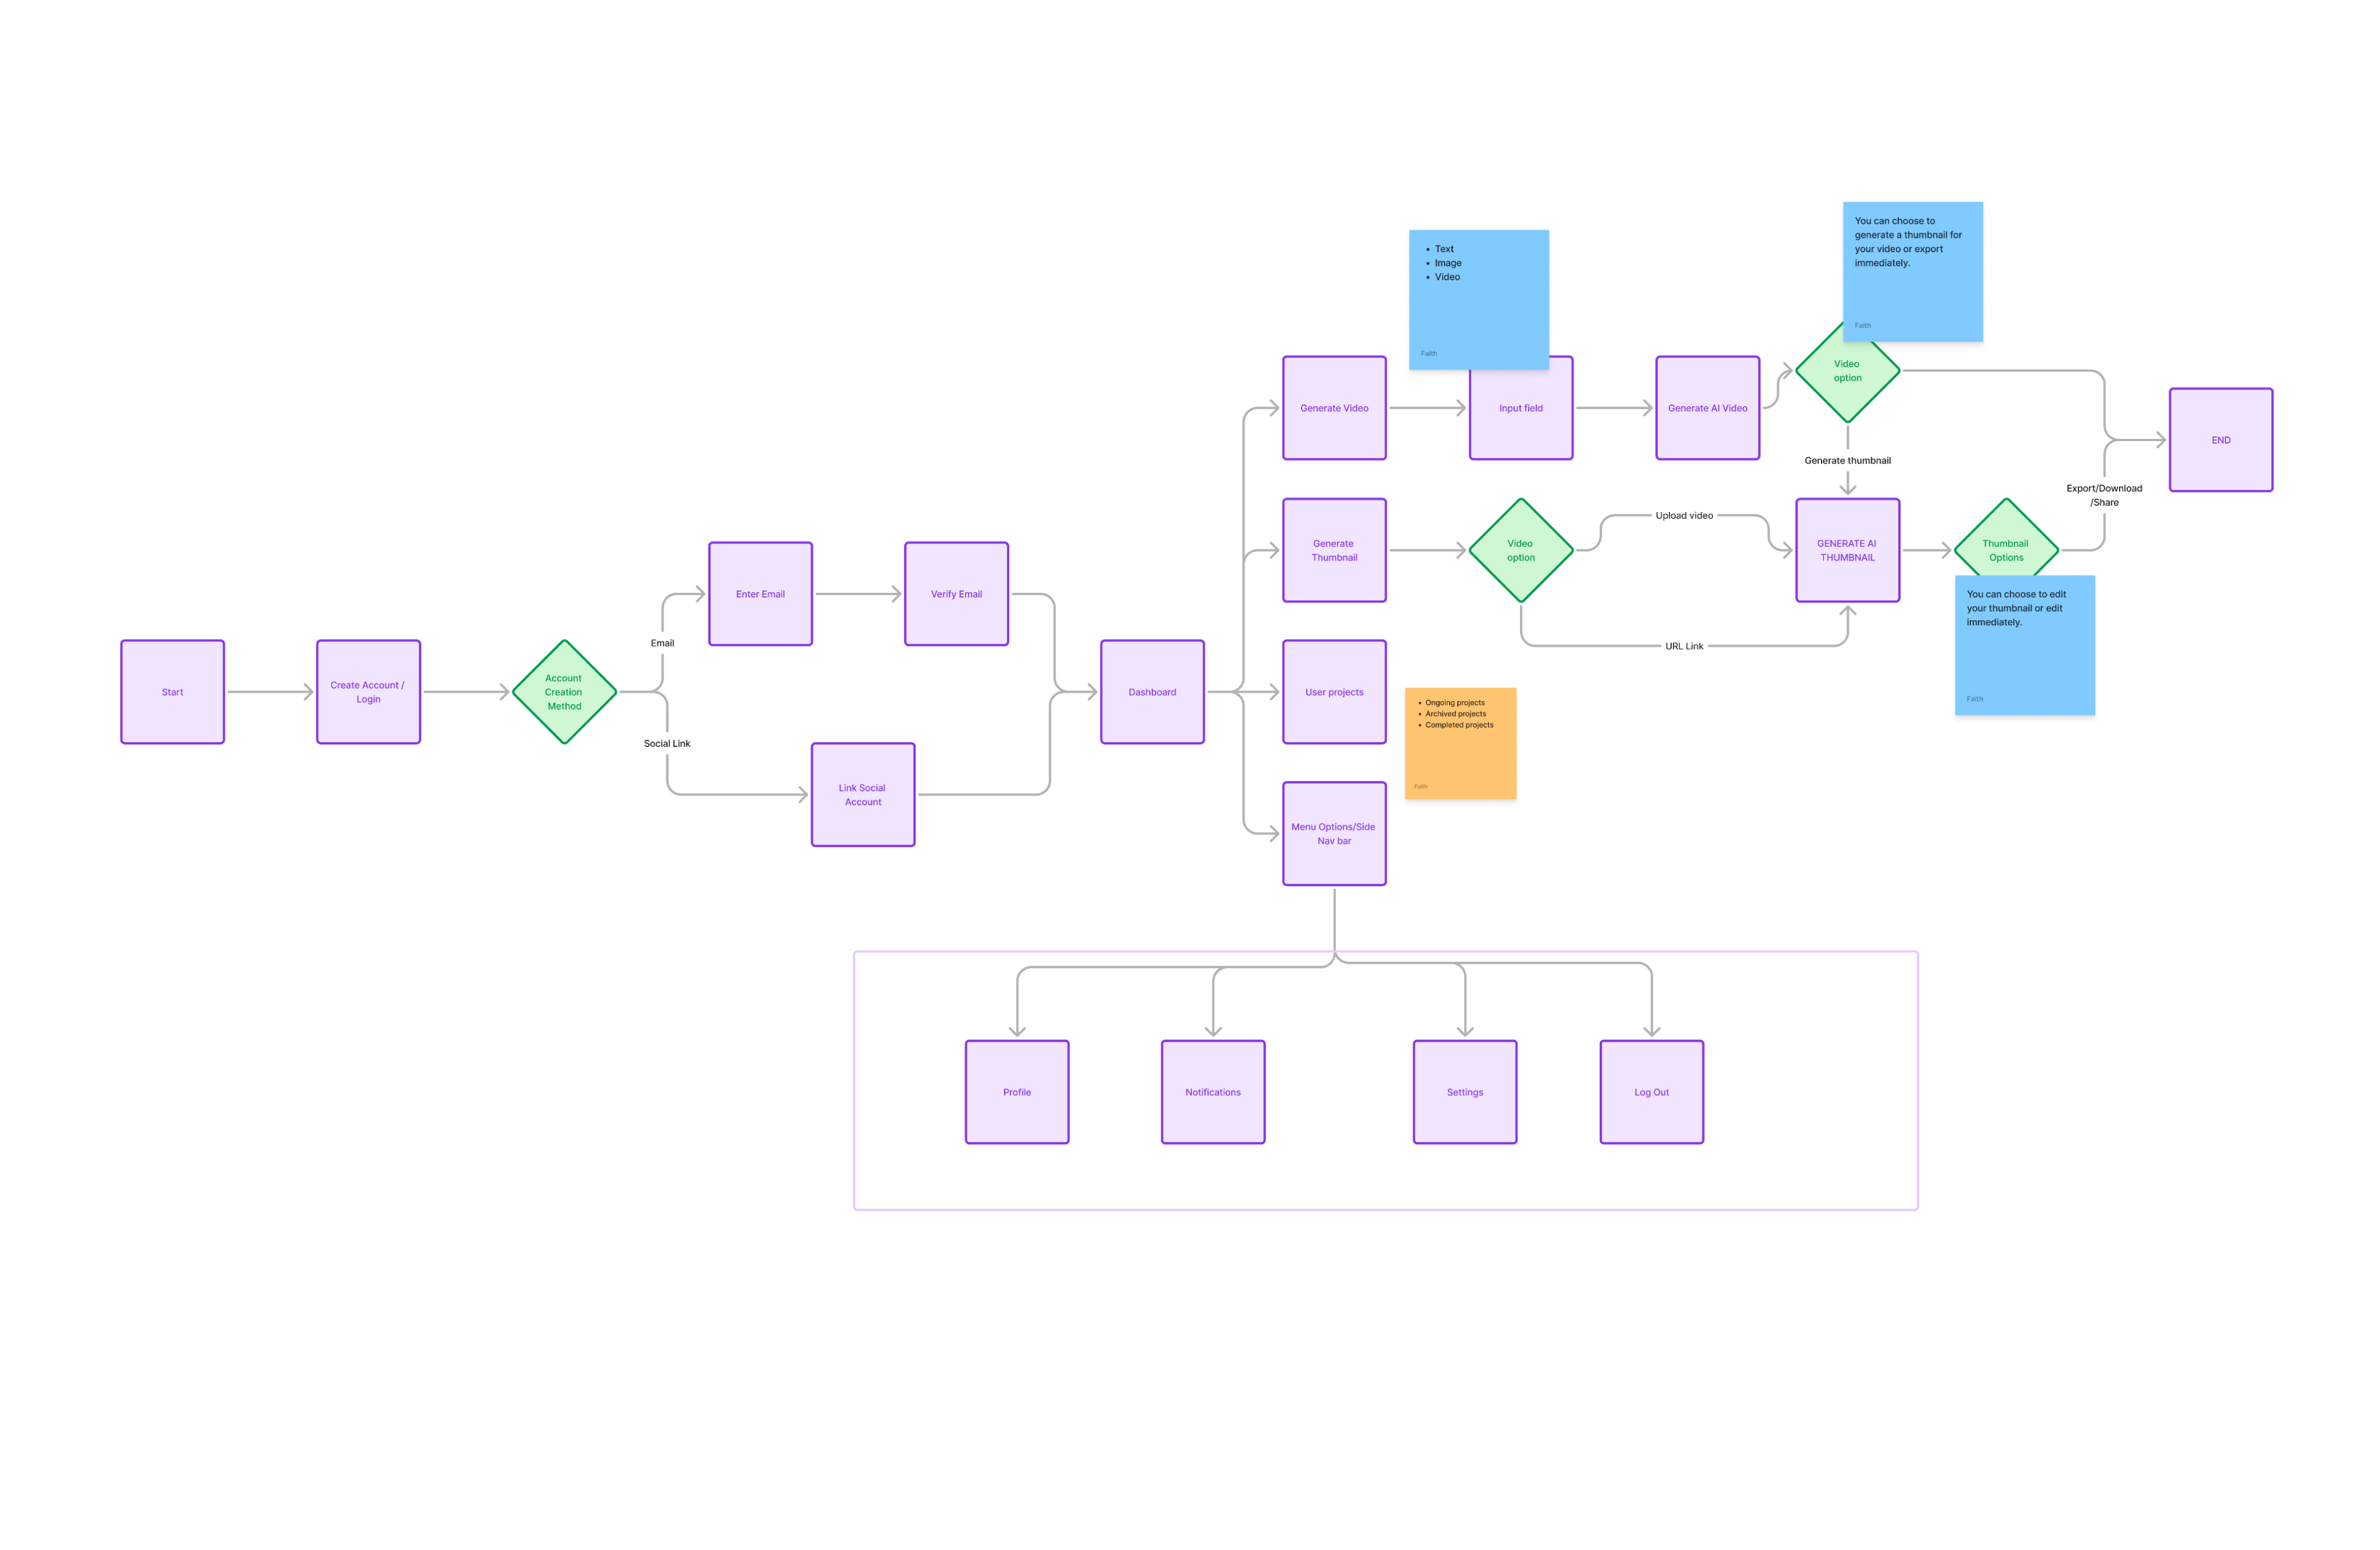 You can choose to
generate a thumbnail for
your video or export
immediately.
Faith
• Text
• Image
• Video
Faith
Video
option
Generate Video
Input field
Generate AI Video
END
Generate thumbnail
Export/Download
/Share
Upload video
Generate
Thumbnail
Video
option
GENERATE AI
THUMBNAIL
Thumbnail
Options
You can choose to edit
your thumbnail or edit
immediately.
Faith
URL Link
Enter Email
Verify Email
Email
Start
Create Account /
Login
Account
Creation
Method
Dashboard
User projects
• Ongoing projects
• Archived projects
• Completed projects
Faith
Social Link
Link Social
Account
Menu Options/Side
Nav bar
Profile
Notifications
Settings
Log Out